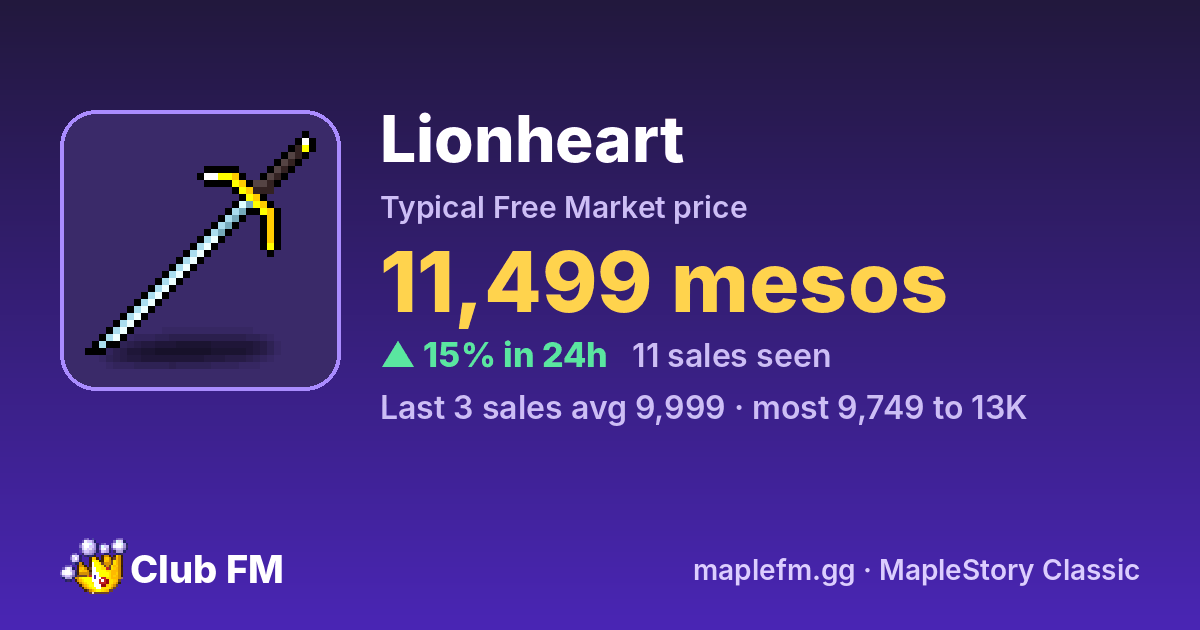 Lionheart
Typical Free Market price
11,499 mesos
▲ 15% in 24h 11 sales seen
Last 3 sales avg 9,999 · most 9,749 to 13K
Club FM
maplefm.gg · MapleStory Classic